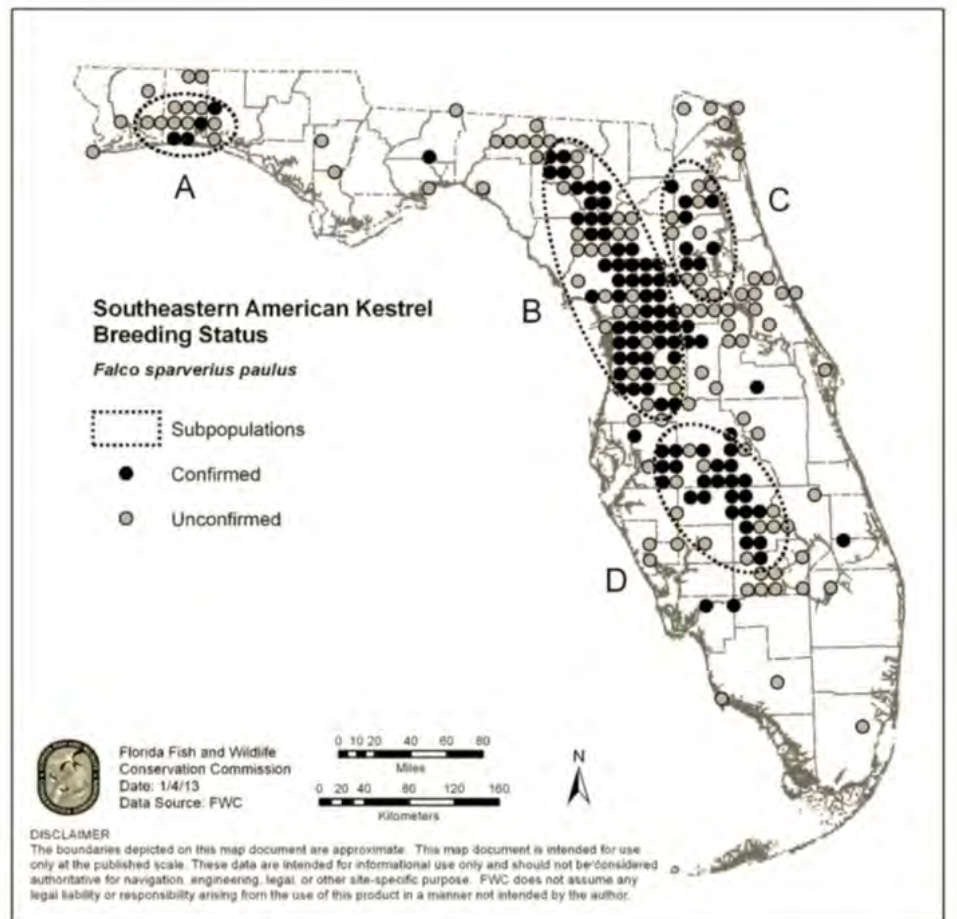 A
C
B
D
Southeastern American Kestrel
Breeding Status
Falco sparverius paulus
Subpopulations
Confirmed
Unconfirmed
Florida Fish and Wildlife
Conservation Commission
Date: 1/4/13
Data Source: FWC
0 10 20 40 60 80
Miles
0 20 40 80 120 160
Kilometers
N
DISCLAIMER
The boundaries depicted on this map document are approximate. This map document is intended for use
only at the published scale. These data are intended for informational use only and should not be considered
authoritative for navigation, engineering, legal, or other site-specific purpose. FWC does not assume any
legal liability or responsibility arising from the use of this product in a manner not intended by the author.